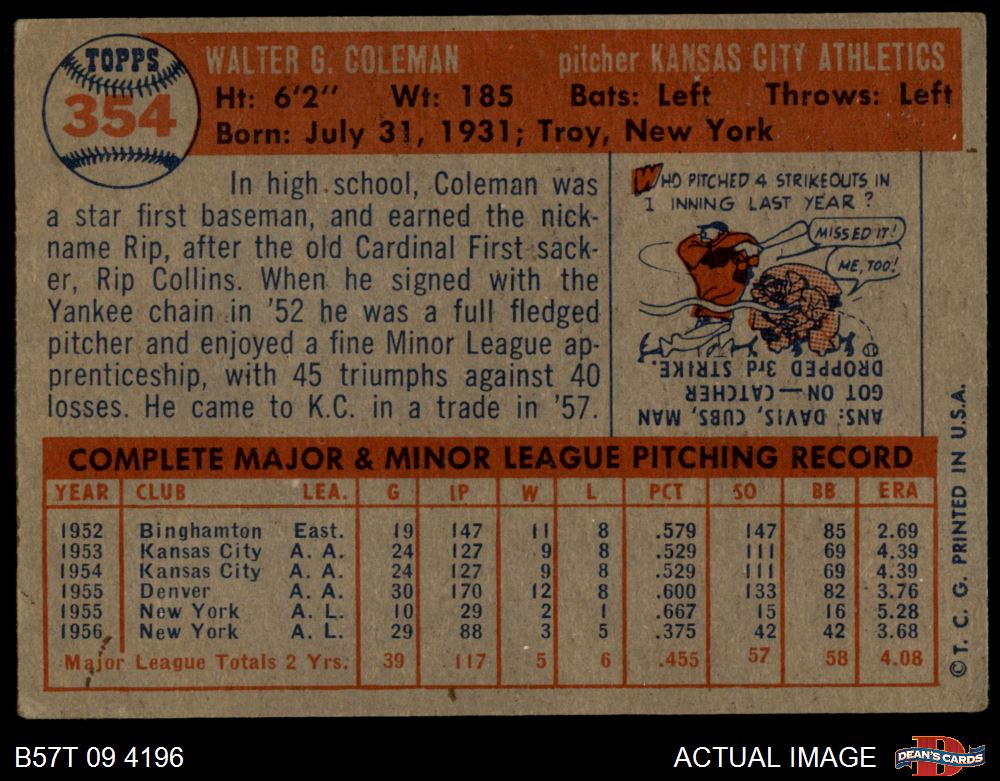 TOPPS
354
WALTER G. COLEMAN pitcher KANSAS CITY ATHLETICS
Ht: 6'2" Wt: 185 Bats: Left Throws: Left
Born: July 31, 1931; Troy, New York
In high school, Coleman was
a star first baseman, and earned the nick-
name Rip, after the old Cardinal First sack-
er, Rip Collins. When he signed with the
Yankee chain in '52 he was a full fledged
pitcher and enjoyed a fine Minor League ap-
prenticeship, with 45 triumphs against 40
losses. He came to K.C. in a trade in '57.
WHO PITCHED 4 STRIKEOUTS IN
1 INNING LAST YEAR?
MISSED IT!
ME, TOO!
ANS: DAVIS, CUBS, MAN
GOT ON—CATCHER
DROPPED 3rd STRIKE.
COMPLETE MAJOR & MINOR LEAGUE PITCHING RECORD
YEAR CLUB LEA. G IP W L PCT SO BB ERA
1952 Binghamton East. 19 147 11 8 .579 147 85 2.69
1953 Kansas City A. A. 24 127 9 8 .529 111 69 4.39
1954 Kansas City A. A. 24 127 9 8 .529 111 69 4.39
1955 Denver A. A. 30 170 12 8 .600 133 82 3.76
1955 New York A. L. 10 29 2 1 .667 15 16 5.28
1956 New York A. L. 29 88 3 5 .375 42 42 3.68
Major League Totals 2 Yrs. 39 117 5 6 .455 57 58 4.08
© T. C. G. PRINTED IN U.S.A.
B57T 09 4196 ACTUAL IMAGE
DEAN'S CARDS